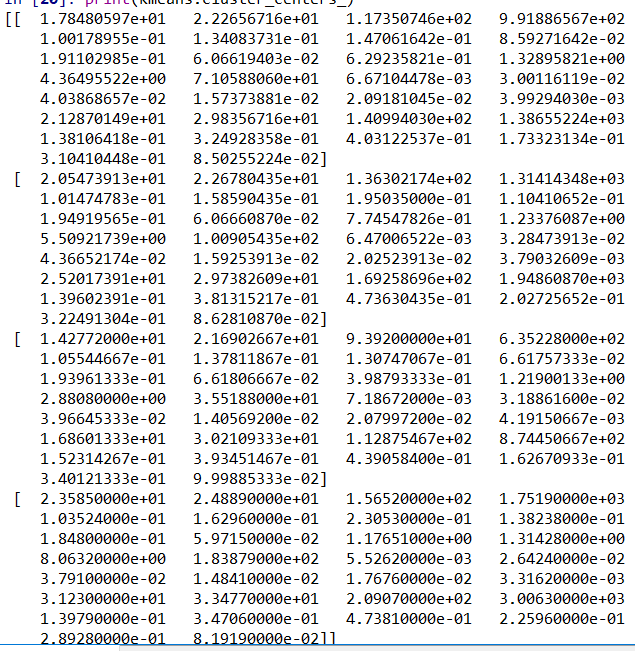 In [20]: print(kmeans.cluster_centers_)
[[ 1.78480597e+01 2.22656716e+01 1.17350746e+02 9.91886567e+02
1.00178955e-01 1.34083731e-01 1.47061642e-01 8.59271642e-02
1.91102985e-01 6.06619403e-02 6.29235821e-01 1.32895821e+00
4.36495522e+00 7.10588060e+01 6.67104478e-03 3.00116119e-02
4.03868657e-02 1.57373881e-02 2.09181045e-02 3.99294030e-03
2.12870149e+01 2.98356716e+01 1.40994030e+02 1.38655224e+03
1.38106418e-01 3.24928358e-01 4.03122537e-01 1.73323134e-01
3.10410448e-01 8.50255224e-02]
[ 2.05473913e+01 2.26780435e+01 1.36302174e+02 1.31414348e+03
1.01474783e-01 1.58590435e-01 1.95035000e-01 1.10410652e-01
1.94919565e-01 6.06660870e-02 7.74547826e-01 1.23376087e+00
5.50921739e+00 1.00905435e+02 6.47006522e-03 3.28473913e-02
4.36652174e-02 1.59253913e-02 2.02523913e-02 3.79032609e-03
2.52017391e+01 2.97382609e+01 1.69258696e+02 1.94860870e+03
1.39602391e-01 3.81315217e-01 4.73630435e-01 2.02725652e-01
3.22491304e-01 8.62810870e-02]
[ 1.42772000e+01 2.16902667e+01 9.39200000e+01 6.35228000e+02
1.05544667e-01 1.37811867e-01 1.30747067e-01 6.61757333e-02
1.93961333e-01 6.61806667e-02 3.98793333e-01 1.21900133e+00
2.88080000e+00 3.55188000e+01 7.18672000e-03 3.18861600e-02
3.96645333e-02 1.40569200e-02 2.07997200e-02 4.19150667e-03
1.68601333e+01 3.02109333e+01 1.12875467e+02 8.74450667e+02
1.52314267e-01 3.93451467e-01 4.39058400e-01 1.62670933e-01
3.40121333e-01 9.99885333e-02]
[ 2.35850000e+01 2.48890000e+01 1.56520000e+02 1.75190000e+03
1.03524000e-01 1.62960000e-01 2.30530000e-01 1.38238000e-01
1.84800000e-01 5.97150000e-02 1.17651000e+00 1.31428000e+00
8.06320000e+00 1.83879000e+02 5.52620000e-03 2.64240000e-02
3.79100000e-02 1.48410000e-02 1.76760000e-02 3.31620000e-03
3.12300000e+01 3.34770000e+01 2.09070000e+02 3.00630000e+03
1.39790000e-01 3.47060000e-01 4.73810000e-01 2.25960000e-01
2.89280000e-01 8.19190000e-02]]